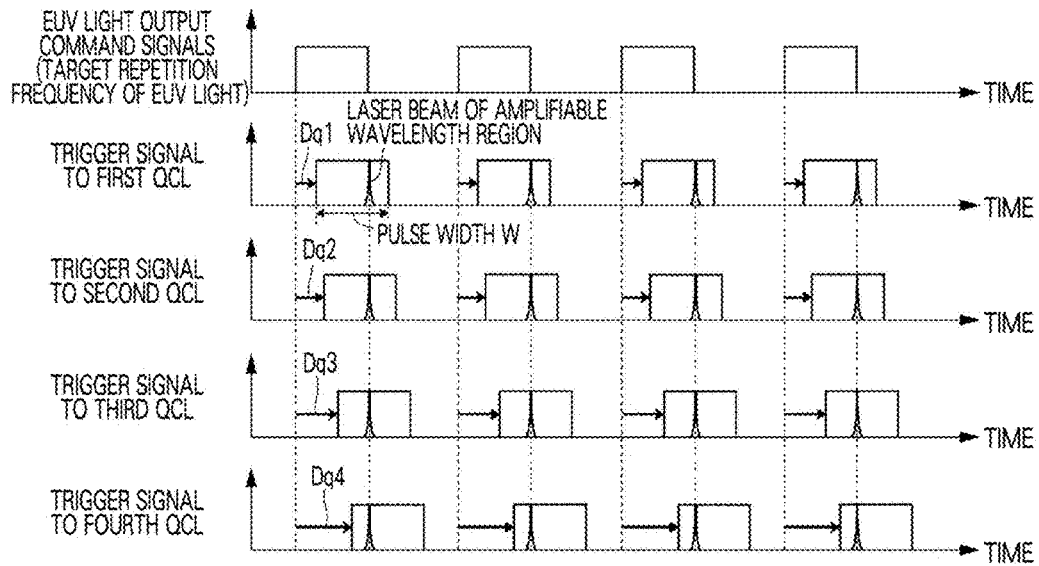 EUV LIGHT OUTPUT
COMMAND SIGNALS
(TARGET REPETITION
FREQUENCY OF EUV LIGHT)
TIME
LASER BEAM OF AMPLIFIABLE
WAVELENGTH REGION
Dq1
TRIGGER SIGNAL
TO FIRST QCL
TIME
PULSE WIDTH W
Dq2
TRIGGER SIGNAL
TO SECOND QCL
TIME
Dq3
TRIGGER SIGNAL
TO THIRD QCL
TIME
Dq4
TRIGGER SIGNAL
TO FOURTH QCL
TIME